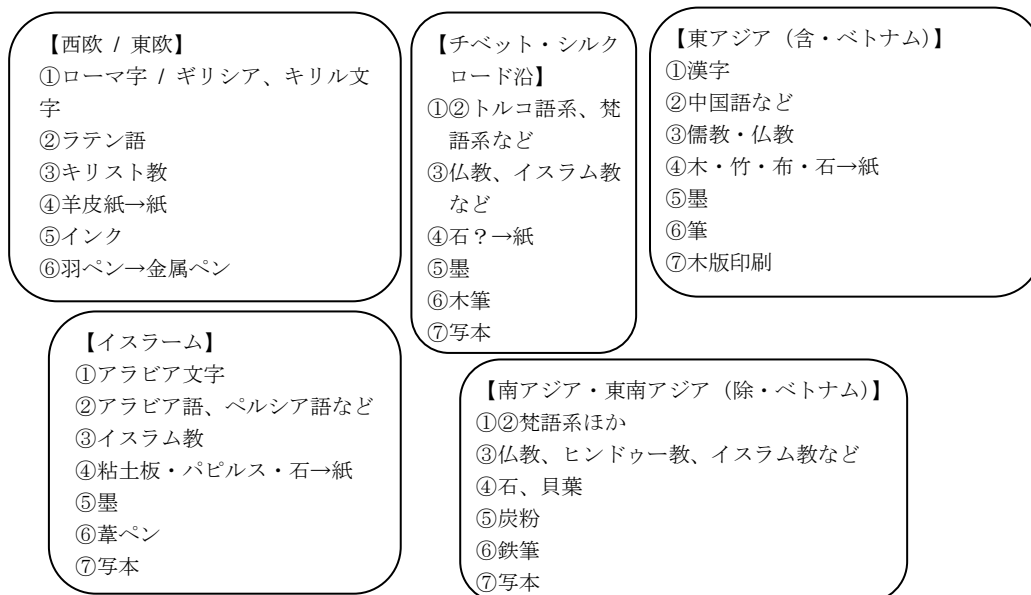 【西欧 / 東欧】
①ローマ字 / ギリシア、キリル文
字
②ラテン語
③キリスト教
④羊皮紙→紙
⑤インク
⑥羽ペン→金属ペン
【チベット・シルク
ロード沿】
①②トルコ語系、梵
語系など
③仏教、イスラム教
など
④石？→紙
⑤墨
⑥木筆
⑦写本
【東アジア（含・ベトナム）】
①漢字
②中国語など
③儒教・仏教
④木・竹・布・石→紙
⑤墨
⑥筆
⑦木版印刷
【イスラーム】
①アラビア文字
②アラビア語、ペルシア語など
③イスラム教
④粘土板・パピルス・石→紙
⑤墨
⑥葦ペン
⑦写本
【南アジア・東南アジア（除・ベトナム）】
①②梵語系ほか
③仏教、ヒンドゥー教、イスラム教など
④石、貝葉
⑤炭粉
⑥鉄筆
⑦写本